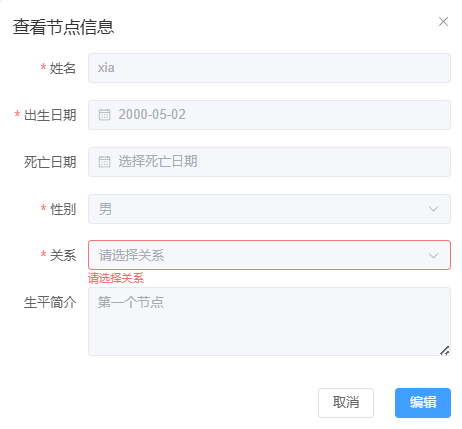 查看节点信息
* 姓名 xia
* 出生日期 2000-05-02
死亡日期 选择死亡日期
* 性别 男
* 关系 请选择关系
请选择关系
生平简介 第一个节点
取消 编辑